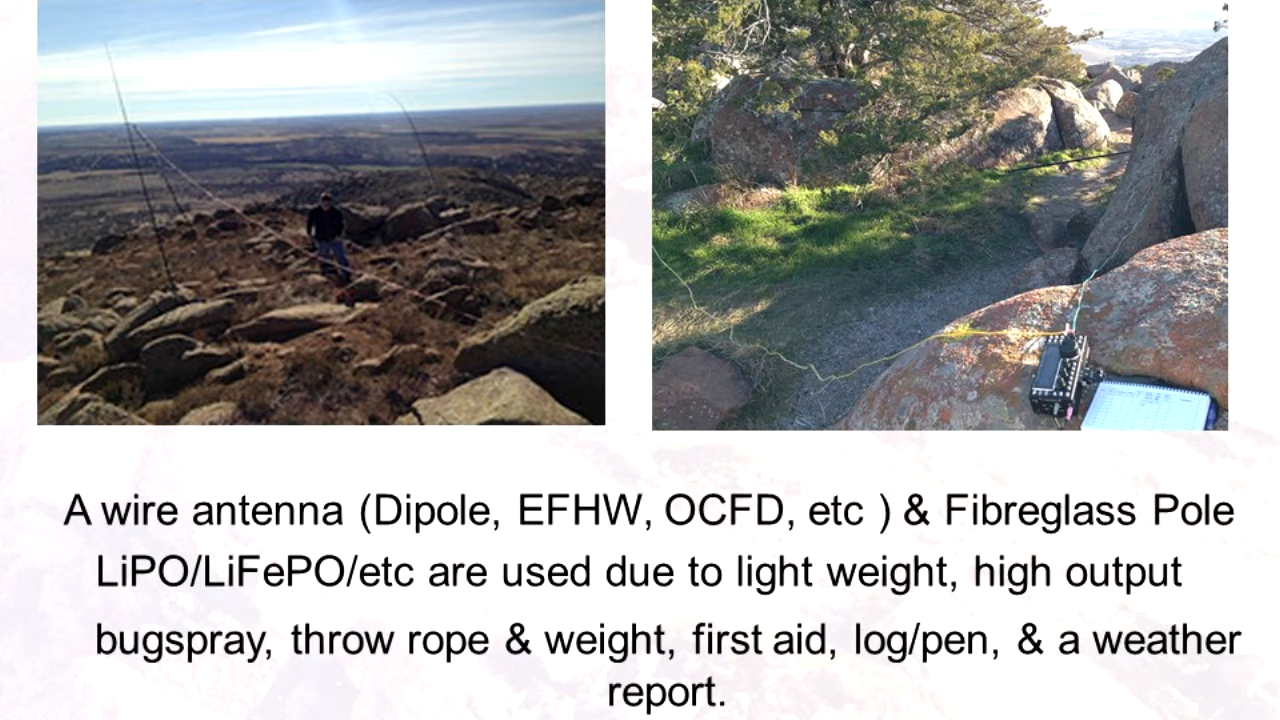 A wire antenna (Dipole, EFHW, OCFD, etc ) & Fibreglass Pole
LiPO/LiFePO/etc are used due to light weight, high output
bugspray, throw rope & weight, first aid, log/pen, & a weather
report.